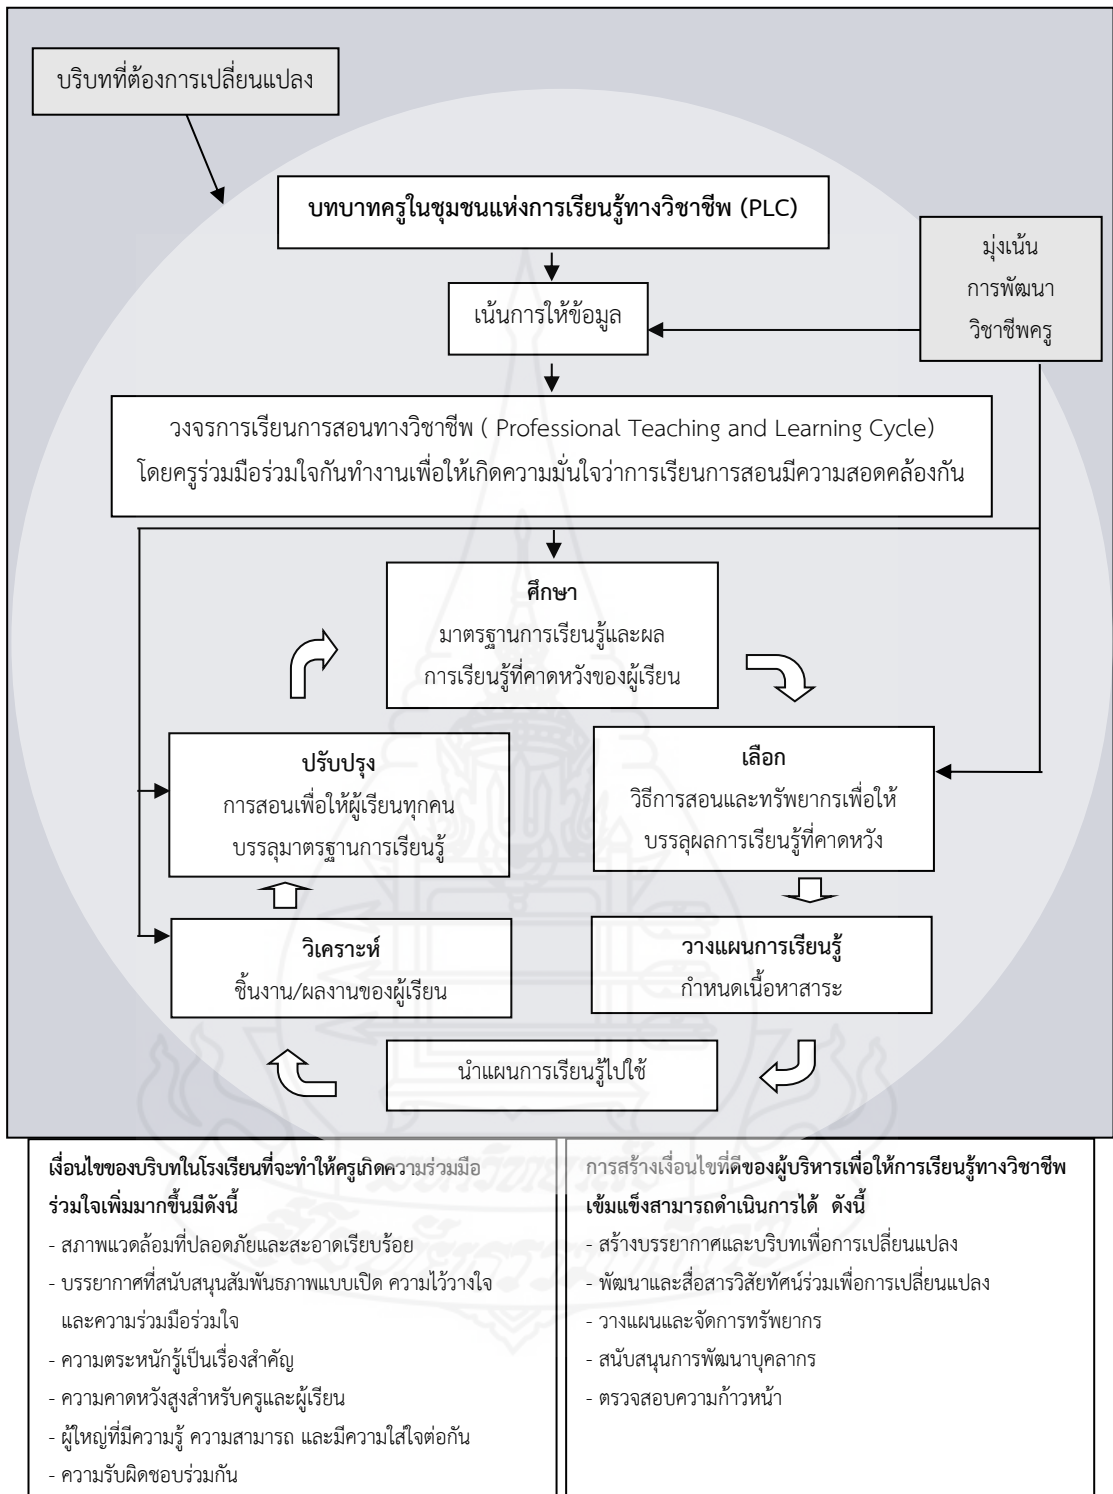 บริบทที่ต้องการเปลี่ยนแปลง
บทบาทครูในชุมชนแห่งการเรียนรู้ทางวิชาชีพ (PLC)
มุ่งเน้น
การพัฒนา
วิชาชีพครู
เน้นการให้ข้อมูล
วงจรการเรียนการสอนทางวิชาชีพ ( Professional Teaching and Learning Cycle)
โดยครูร่วมมือร่วมใจกันทำงานเพื่อให้เกิดความมั่นใจว่าการเรียนการสอนมีความสอดคล้องกัน
ศึกษา
มาตรฐานการเรียนรู้และผล
การเรียนรู้ที่คาดหวังของผู้เรียน
ปรับปรุง
การสอนเพื่อให้ผู้เรียนทุกคน
บรรลุมาตรฐานการเรียนรู้
เลือก
วิธีการสอนและทรัพยากรเพื่อให้
บรรลุผลการเรียนรู้ที่คาดหวัง
วิเคราะห์
ชิ้นงาน/ผลงานของผู้เรียน
วางแผนการเรียนรู้
กำหนดเนื้อหาสาระ
นำแผนการเรียนรู้ไปใช้
เงื่อนไขของบริบทในโรงเรียนที่จะทำให้ครูเกิดความร่วมมือ
ร่วมใจเพิ่มมากขึ้นมีดังนี้
- สภาพแวดล้อมที่ปลอดภัยและสะอาดเรียบร้อย
- บรรยากาศที่สนับสนุนสัมพันธภาพแบบเปิด ความไว้วางใจ
และความร่วมมือร่วมใจ
- ความตระหนักรู้เป็นเรื่องสำคัญ
- ความคาดหวังสูงสำหรับครูและผู้เรียน
- ผู้ใหญ่ที่มีความรู้ ความสามารถ และมีความใส่ใจต่อกัน
- ความรับผิดชอบร่วมกัน
การสร้างเงื่อนไขที่ดีของผู้บริหารเพื่อให้การเรียนรู้ทางวิชาชีพ
เข้มแข็งสามารถดำเนินการได้ ดังนี้
- สร้างบรรยากาศและบริบทเพื่อการเปลี่ยนแปลง
- พัฒนาและสื่อสารวิสัยทัศน์ร่วมเพื่อการเปลี่ยนแปลง
- วางแผนและจัดการทรัพยากร
- สนับสนุนการพัฒนาบุคลากร
- ตรวจสอบความก้าวหน้า